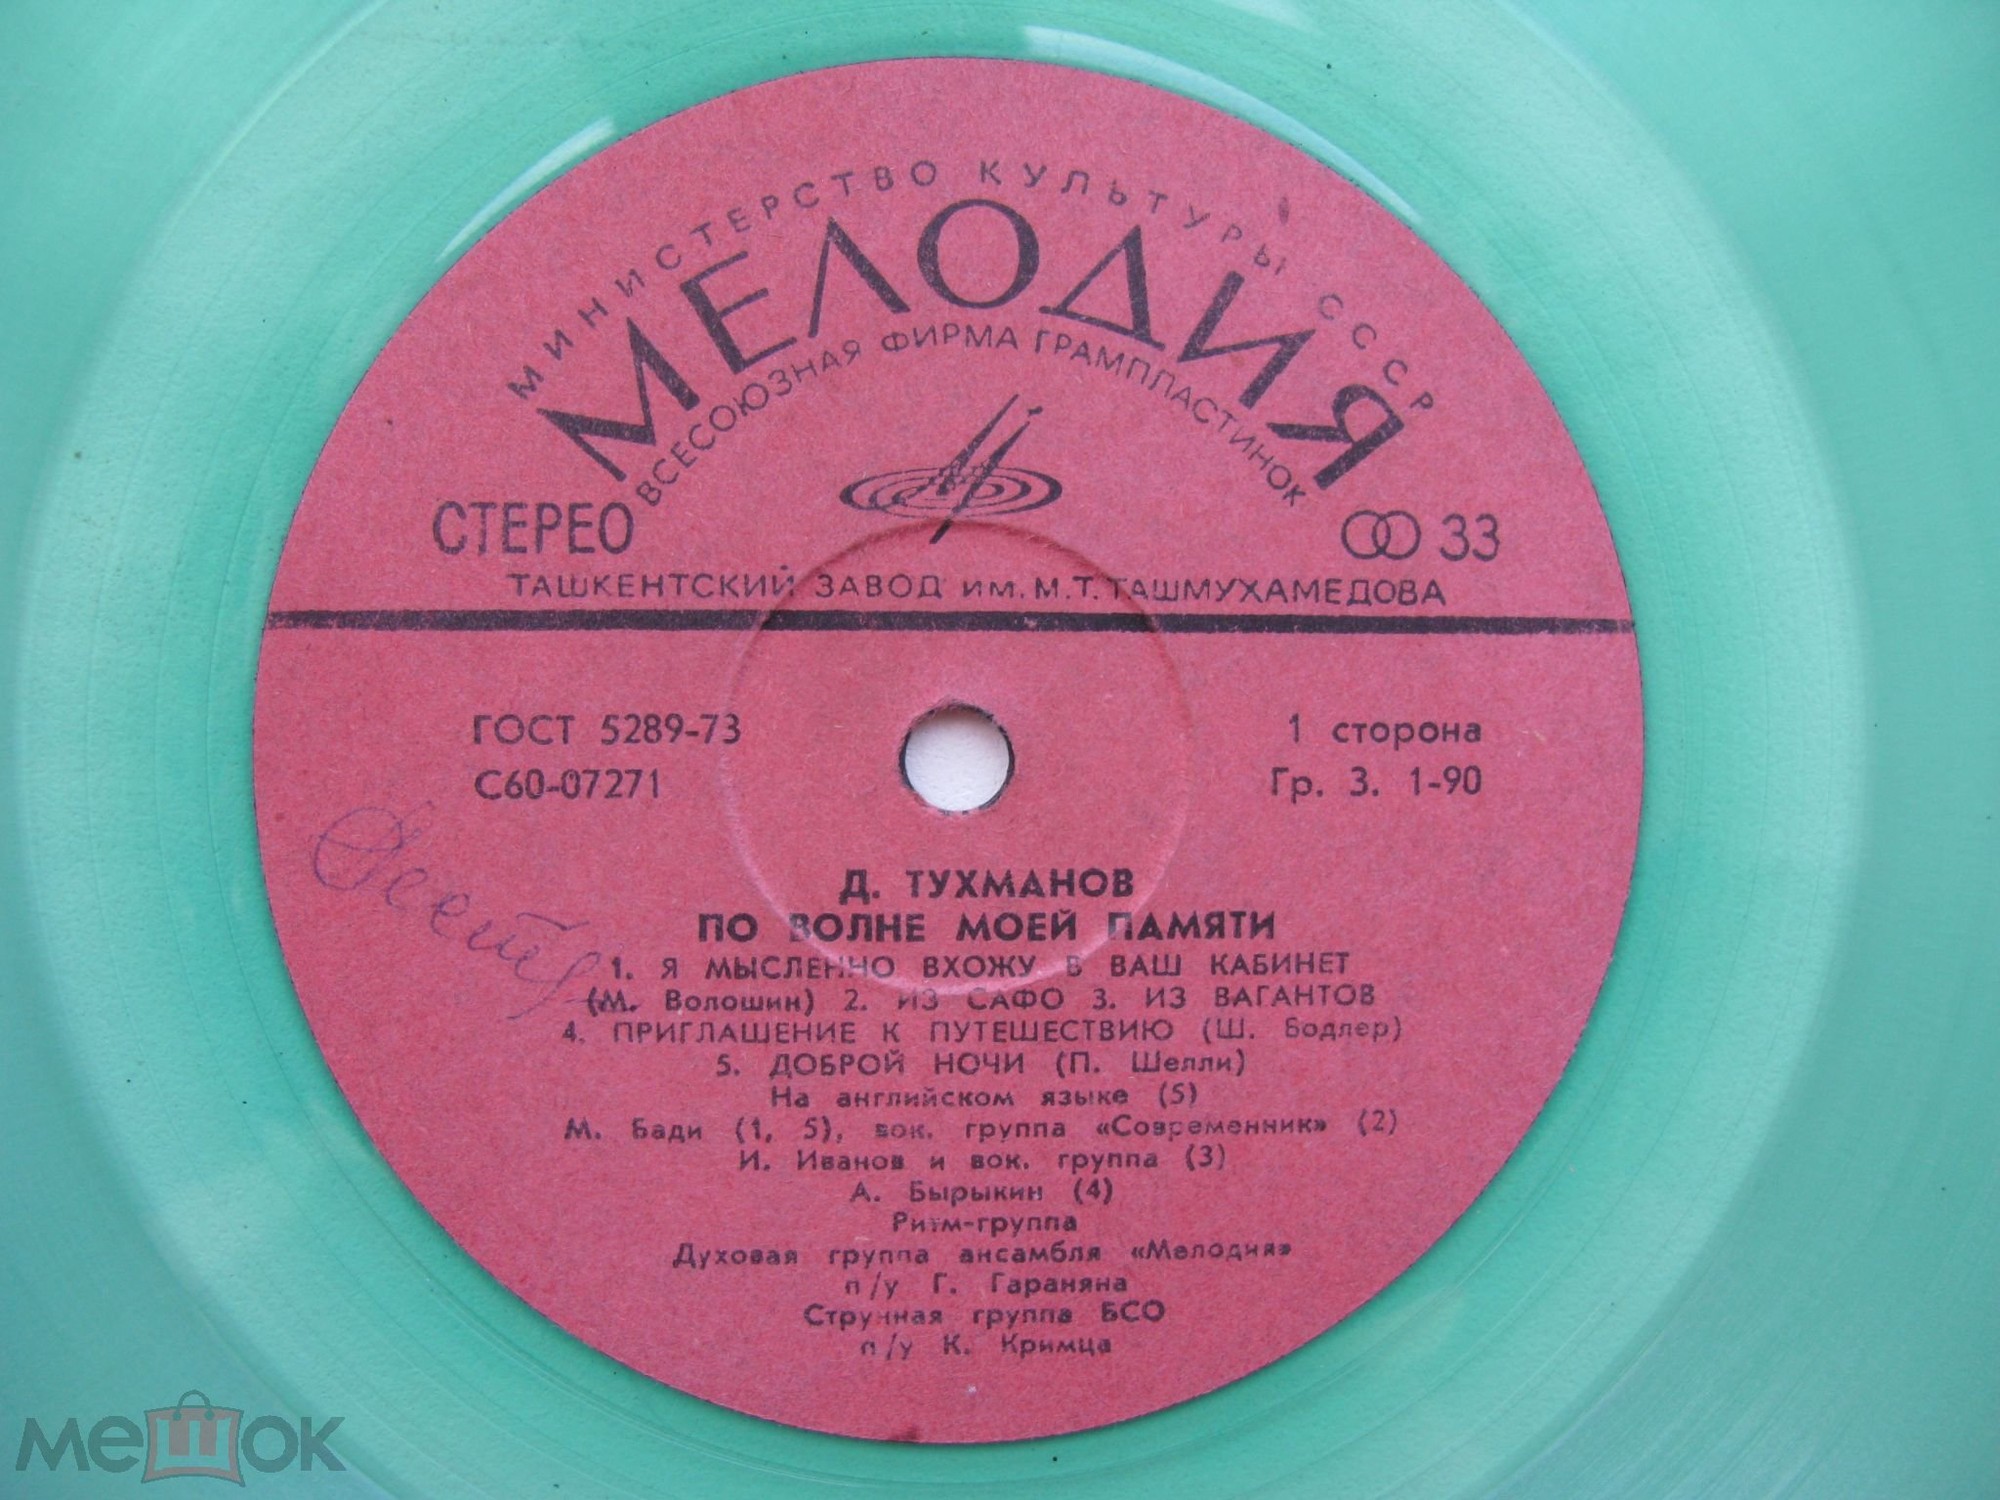 МИНИСТЕРСТВО КУЛЬТУРЫ СССР
МЕЛОДИЯ
ВСЕСОЮЗНАЯ ФИРМА ГРАМПЛАСТИНОК
СТЕРЕО
33
ТАШКЕНТСКИЙ ЗАВОД им. М.Т. ТАШМУХАМЕДОВА
ГОСТ 5289-73
1 сторона
С60-07271
Гр. 3. 1-90
Д. ТУХМАНОВ
ПО ВОЛНЕ МОЕЙ ПАМЯТИ
1. Я МЫСЛЕННО ВХОЖУ В ВАШ КАБИНЕТ
(М. Волошин) 2. ИЗ САФО 3. ИЗ ВАГАНТОВ
4. ПРИГЛАШЕНИЕ К ПУТЕШЕСТВИЮ (Ш. Бодлер)
5. ДОБРОЙ НОЧИ (П. Шелли)
На английском языке (5)
М. Бади (1, 5), вок. группа «Современник» (2)
И. Иванов и вок. группа (3)
А. Бырыкин (4)
Ритм-группа
Духовая группа ансамбля «Мелодия»
п/у Г. Гараняна
Струнная группа БСО
п/у К. Кримца
мешок